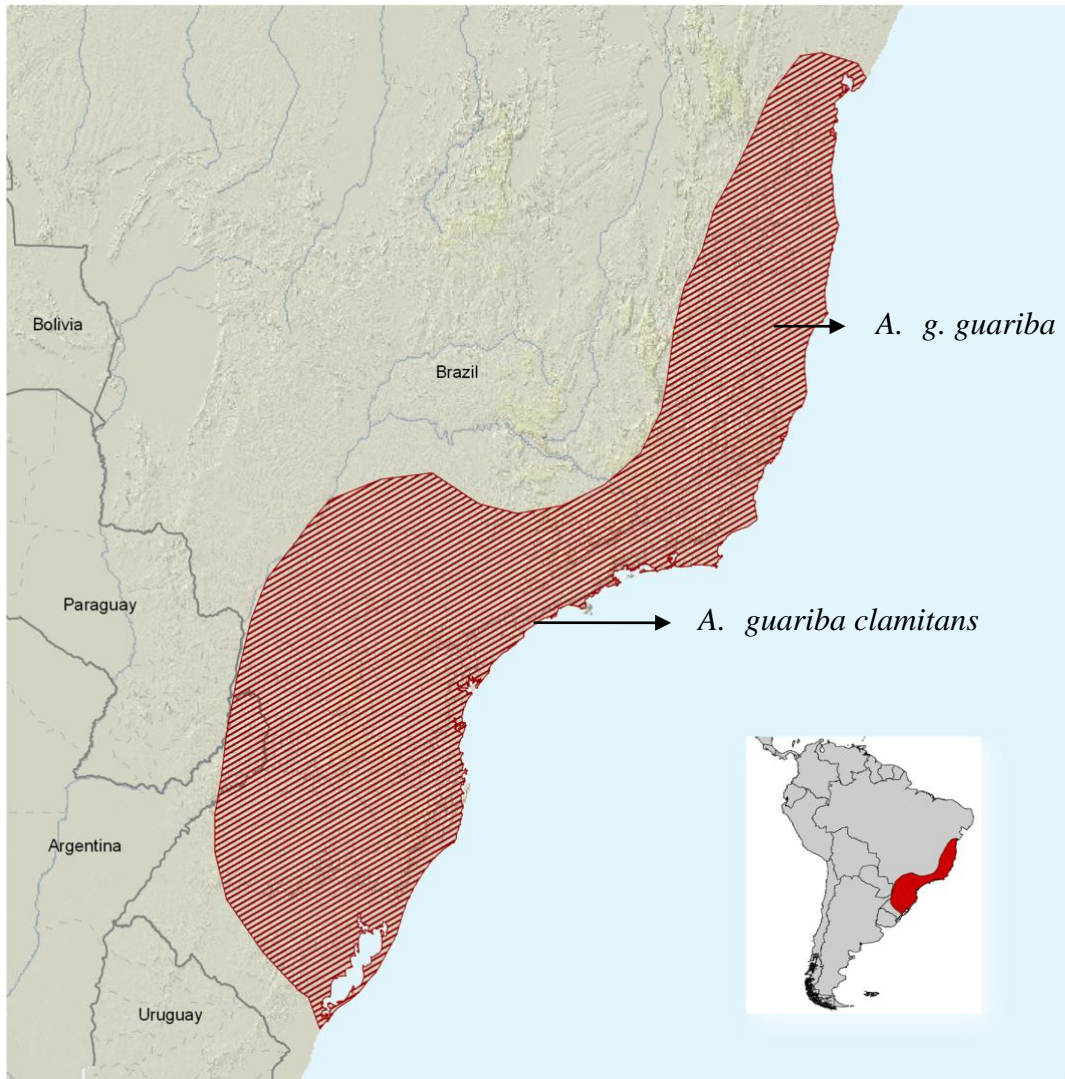 Bolivia
A. g. guariba
Brazil
Paraguay
A. guariba clamitans
Argentina
Uruguay